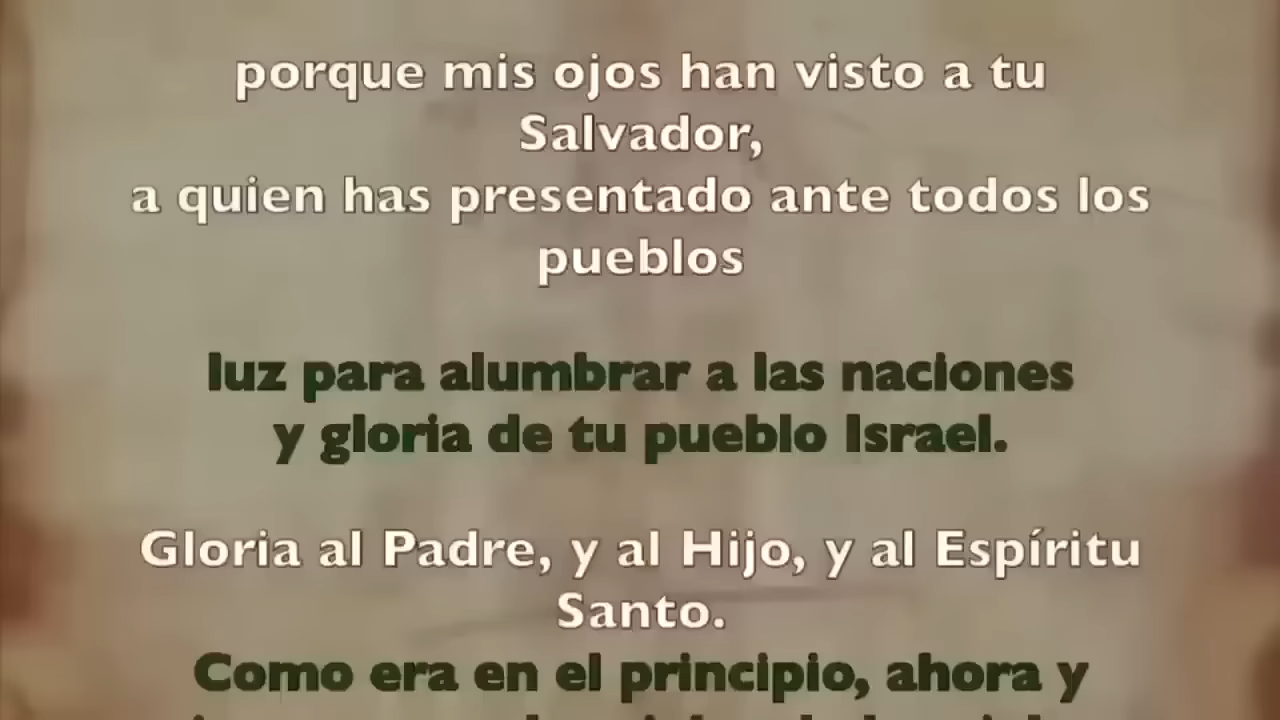 porque mis ojos han visto a tu
Salvador,
a quien has presentado ante todos los
pueblos
luz para alumbrar a las naciones
y gloria de tu pueblo Israel.
Gloria al Padre, y al Hijo, y al Espíritu
Santo.
Como era en el principio, ahora y